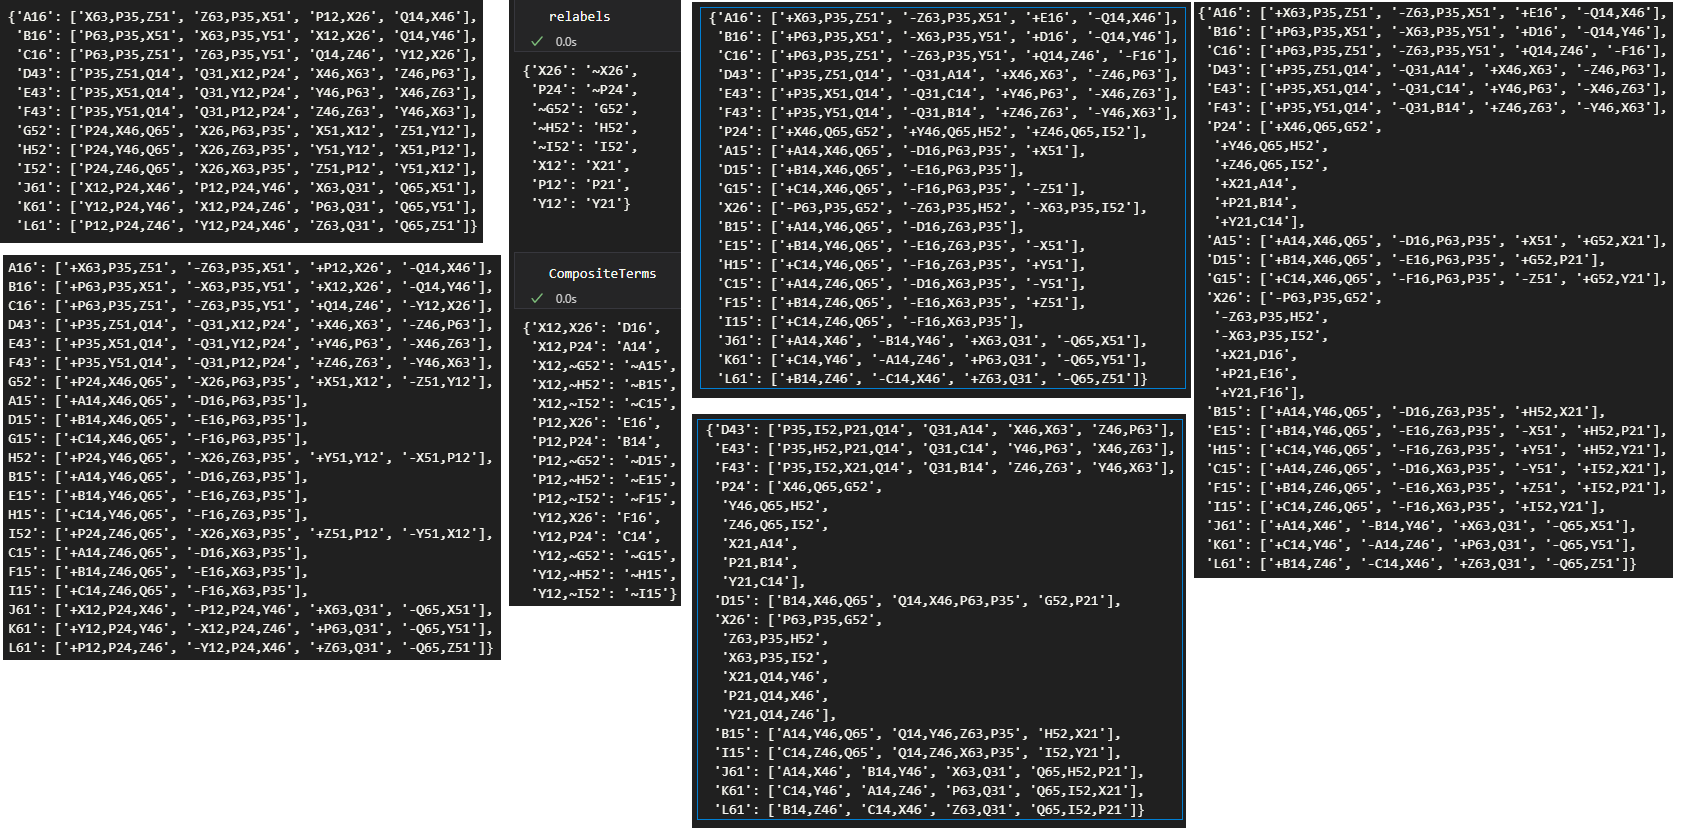 {'A16': ['X63,P35,Z51', 'Z63,P35,X51', 'P12,X26', 'Q14,X46'],
'B16': ['P63,P35,X51', 'X63,P35,Y51', 'X12,X26', 'Q14,Y46'],
'C16': ['P63,P35,Z51', 'Z63,P35,Y51', 'Q14,Z46', 'Y12,X26'],
'D43': ['P35,Z51,Q14', 'Q31,X12,P24', 'X46,X63', 'Z46,P63'],
'E43': ['P35,X51,Q14', 'Q31,Y12,P24', 'Y46,P63', 'X46,Z63'],
'F43': ['P35,Y51,Q14', 'Q31,P12,P24', 'Z46,Z63', 'Y46,X63'],
'G52': ['P24,X46,Q65', 'X26,P63,P35', 'X51,X12', 'Z51,Y12'],
'H52': ['P24,Y46,Q65', 'X26,Z63,P35', 'Y51,Y12', 'X51,P12'],
'I52': ['P24,Z46,Q65', 'X26,X63,P35', 'Z51,P12', 'Y51,X12'],
'J61': ['X12,P24,X46', 'P12,P24,Y46', 'X63,Q31', 'Q65,X51'],
'K61': ['Y12,P24,Y46', 'X12,P24,Z46', 'P63,Q31', 'Q65,Y51'],
'L61': ['P12,P24,Z46', 'Y12,P24,X46', 'Z63,Q31', 'Q65,Z51']}
A16': ['+X63,P35,Z51', '-Z63,P35,X51', '+P12,X26', '-Q14,X46'],
B16': ['+P63,P35,X51', '-X63,P35,Y51', '+X12,X26', '-Q14,Y46'],
C16': ['+P63,P35,Z51', '-Z63,P35,Y51', '+Q14,Z46', '-Y12,X26'],
D43': ['+P35,Z51,Q14', '-Q31,X12,P24', '+X46,X63', '-Z46,P63'],
E43': ['+P35,X51,Q14', '-Q31,Y12,P24', '+Y46,P63', '-X46,Z63'],
F43': ['+P35,Y51,Q14', '-Q31,P12,P24', '+Z46,Z63', '-Y46,X63'],
G52': ['+P24,X46,Q65', '-X26,P63,P35', '+X51,X12', '-Z51,Y12'],
A15': ['+A14,X46,Q65', '-D16,P63,P35'],
D15': ['+B14,X46,Q65', '-E16,P63,P35'],
G15': ['+C14,X46,Q65', '-F16,P63,P35'],
H52': ['+P24,Y46,Q65', '-X26,Z63,P35', '+Y51,Y12', '-X51,P12'],
B15': ['+A14,Y46,Q65', '-D16,Z63,P35'],
E15': ['+B14,Y46,Q65', '-E16,Z63,P35'],
H15': ['+C14,Y46,Q65', '-F16,Z63,P35'],
I52': ['+P24,Z46,Q65', '-X26,X63,P35', '+Z51,P12', '-Y51,X12'],
C15': ['+A14,Z46,Q65', '-D16,X63,P35'],
F15': ['+B14,Z46,Q65', '-E16,X63,P35'],
I15': ['+C14,Z46,Q65', '-F16,X63,P35'],
J61': ['+X12,P24,X46', '-P12,P24,Y46', '+X63,Q31', '-Q65,X51'],
K61': ['+Y12,P24,Y46', '-X12,P24,Z46', '+P63,Q31', '-Q65,Y51'],
L61': ['+P12,P24,Z46', '-Y12,P24,X46', '+Z63,Q31', '-Q65,Z51']}
relabels
0.0s
{'X26': '~X26',
'P24': '~P24',
'~G52': 'G52',
'~H52': 'H52',
'~I52': 'I52',
'X12': 'X21',
'P12': 'P21',
'Y12': 'Y21'}
CompositeTerms
0.0s
{'X12,X26': 'D16',
'X12,P24': 'A14',
'X12,~G52': '~A15',
'X12,~H52': '~B15',
'X12,~I52': '~C15',
'P12,X26': 'E16',
'P12,P24': 'B14',
'P12,~G52': '~D15',
'P12,~H52': '~E15',
'P12,~I52': '~F15',
'Y12,X26': 'F16',
'Y12,P24': 'C14',
'Y12,~G52': '~G15',
'Y12,~H52': '~H15',
'Y12,~I52': '~I15'}
{'A16': ['+X63,P35,Z51', '-Z63,P35,X51', '+E16', '-Q14,X46'],
'B16': ['+P63,P35,X51', '-X63,P35,Y51', '+D16', '-Q14,Y46'],
'C16': ['+P63,P35,Z51', '-Z63,P35,Y51', '+Q14,Z46', '-F16'],
'D43': ['+P35,Z51,Q14', '-Q31,A14', '+X46,X63', '-Z46,P63'],
'E43': ['+P35,X51,Q14', '-Q31,C14', '+Y46,P63', '-X46,Z63'],
'F43': ['+P35,Y51,Q14', '-Q31,B14', '+Z46,Z63', '-Y46,X63'],
'P24': ['+X46,Q65,G52', '+Y46,Q65,H52', '+Z46,Q65,I52'],
'A15': ['+A14,X46,Q65', '-D16,P63,P35', '+X51'],
'D15': ['+B14,X46,Q65', '-E16,P63,P35'],
'G15': ['+C14,X46,Q65', '-F16,P63,P35', '-Z51'],
'X26': ['-P63,P35,G52', '-Z63,P35,H52', '-X63,P35,I52'],
'B15': ['+A14,Y46,Q65', '-D16,Z63,P35'],
'E15': ['+B14,Y46,Q65', '-E16,Z63,P35', '-X51'],
'H15': ['+C14,Y46,Q65', '-F16,Z63,P35', '+Y51'],
'C15': ['+A14,Z46,Q65', '-D16,X63,P35', '-Y51'],
'F15': ['+B14,Z46,Q65', '-E16,X63,P35', '+Z51'],
'I15': ['+C14,Z46,Q65', '-F16,X63,P35'],
'J61': ['+A14,X46', '-B14,Y46', '+X63,Q31', '-Q65,X51'],
'K61': ['+C14,Y46', '-A14,Z46', '+P63,Q31', '-Q65,Y51'],
'L61': ['+B14,Z46', '-C14,X46', '+Z63,Q31', '-Q65,Z51']}
{'D43': ['P35,I52,P21,Q14', 'Q31,A14', 'X46,X63', 'Z46,P63'],
'E43': ['P35,H52,P21,Q14', 'Q31,C14', 'Y46,P63', 'X46,Z63'],
'F43': ['P35,I52,X21,Q14', 'Q31,B14', 'Z46,Z63', 'Y46,X63'],
'P24': ['X46,Q65,G52',
'Y46,Q65,H52',
'Z46,Q65,I52',
'X21,A14',
'P21,B14',
'Y21,C14'],
'D15': ['B14,X46,Q65', 'Q14,X46,P63,P35', 'G52,P21'],
'X26': ['P63,P35,G52',
'Z63,P35,H52',
'X63,P35,I52',
'X21,Q14,Y46',
'P21,Q14,X46',
'Y21,Q14,Z46'],
'B15': ['A14,Y46,Q65', 'Q14,Y46,Z63,P35', 'H52,X21'],
'I15': ['C14,Z46,Q65', 'Q14,Z46,X63,P35', 'I52,Y21'],
'J61': ['A14,X46', 'B14,Y46', 'X63,Q31', 'Q65,H52,P21'],
'K61': ['C14,Y46', 'A14,Z46', 'P63,Q31', 'Q65,I52,X21'],
'L61': ['B14,Z46', 'C14,X46', 'Z63,Q31', 'Q65,I52,P21']}
{'A16': ['+X63,P35,Z51', '-Z63,P35,X51', '+E16', '-Q14,X46'],
'B16': ['+P63,P35,X51', '-X63,P35,Y51', '+D16', '-Q14,Y46'],
'C16': ['+P63,P35,Z51', '-Z63,P35,Y51', '+Q14,Z46', '-F16'],
'D43': ['+P35,Z51,Q14', '-Q31,A14', '+X46,X63', '-Z46,P63'],
'E43': ['+P35,X51,Q14', '-Q31,C14', '+Y46,P63', '-X46,Z63'],
'F43': ['+P35,Y51,Q14', '-Q31,B14', '+Z46,Z63', '-Y46,X63'],
'P24': ['+X46,Q65,G52',
'+Y46,Q65,H52',
'+Z46,Q65,I52',
'+X21,A14',
'+P21,B14',
'+Y21,C14'],
'A15': ['+A14,X46,Q65', '-D16,P63,P35', '+X51', '+G52,X21'],
'D15': ['+B14,X46,Q65', '-E16,P63,P35', '+G52,P21'],
'G15': ['+C14,X46,Q65', '-F16,P63,P35', '-Z51', '+G52,Y21'],
'X26': ['-P63,P35,G52',
'-Z63,P35,H52',
'-X63,P35,I52',
'+X21,D16',
'+P21,E16',
'+Y21,F16'],
'B15': ['+A14,Y46,Q65', '-D16,Z63,P35', '+H52,X21'],
'E15': ['+B14,Y46,Q65', '-E16,Z63,P35', '-X51', '+H52,P21'],
'H15': ['+C14,Y46,Q65', '-F16,Z63,P35', '+Y51', '+H52,Y21'],
'C15': ['+A14,Z46,Q65', '-D16,X63,P35', '-Y51', '+I52,X21'],
'F15': ['+B14,Z46,Q65', '-E16,X63,P35', '+Z51', '+I52,P21'],
'I15': ['+C14,Z46,Q65', '-F16,X63,P35', '+I52,Y21'],
'J61': ['+A14,X46', '-B14,Y46', '+X63,Q31', '-Q65,X51'],
'K61': ['+C14,Y46', '-A14,Z46', '+P63,Q31', '-Q65,Y51'],
'L61': ['+B14,Z46', '-C14,X46', '+Z63,Q31', '-Q65,Z51']}